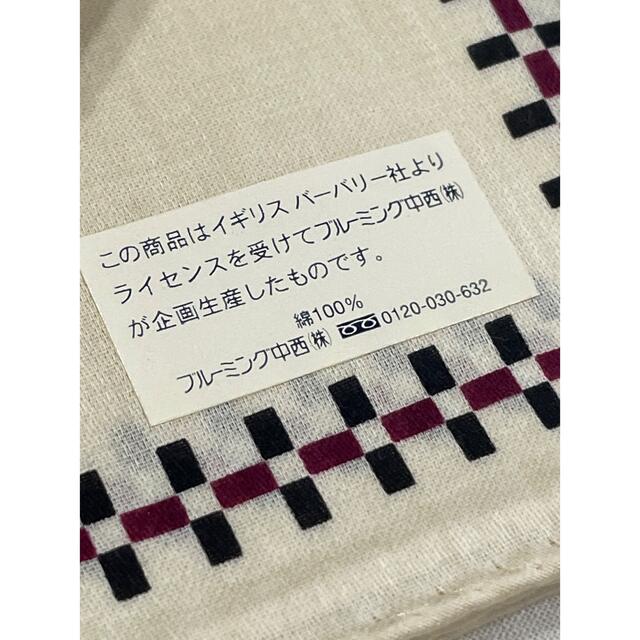 この商品はイギリス バーバリー社より
ライセンスを受けてブルーミング中西㈱
が企画生産したものです。
綿100%
ブルーミング中西㈱ 0120-030-632